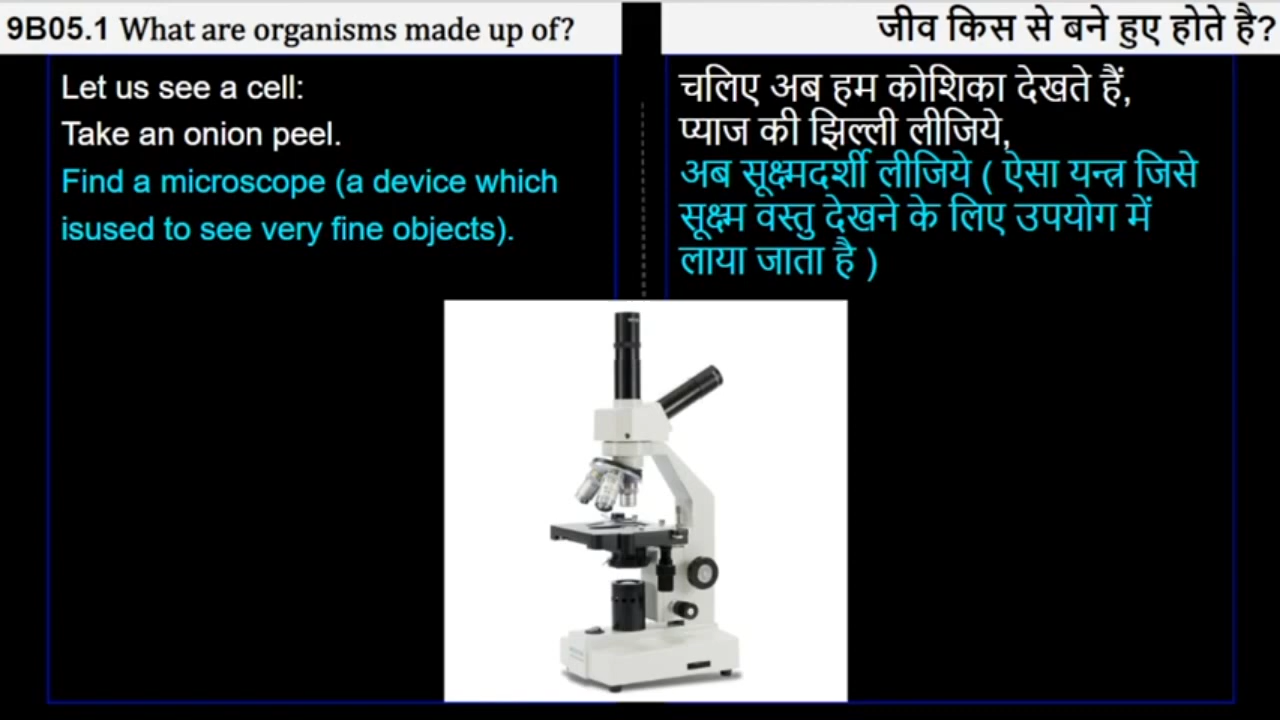 9B05.1 What are organisms made up of?
जीव किस से बने हुए होते है?
Let us see a cell:
Take an onion peel.
Find a microscope (a device which
isused to see very fine objects).
चलिए अब हम कोशिका देखते हैं,
प्याज की झिल्ली लीजिये,
अब सूक्ष्मदर्शी लीजिये ( ऐसा यन्त्र जिसे
सूक्ष्म वस्तु देखने के लिए उपयोग में
लाया जाता है )